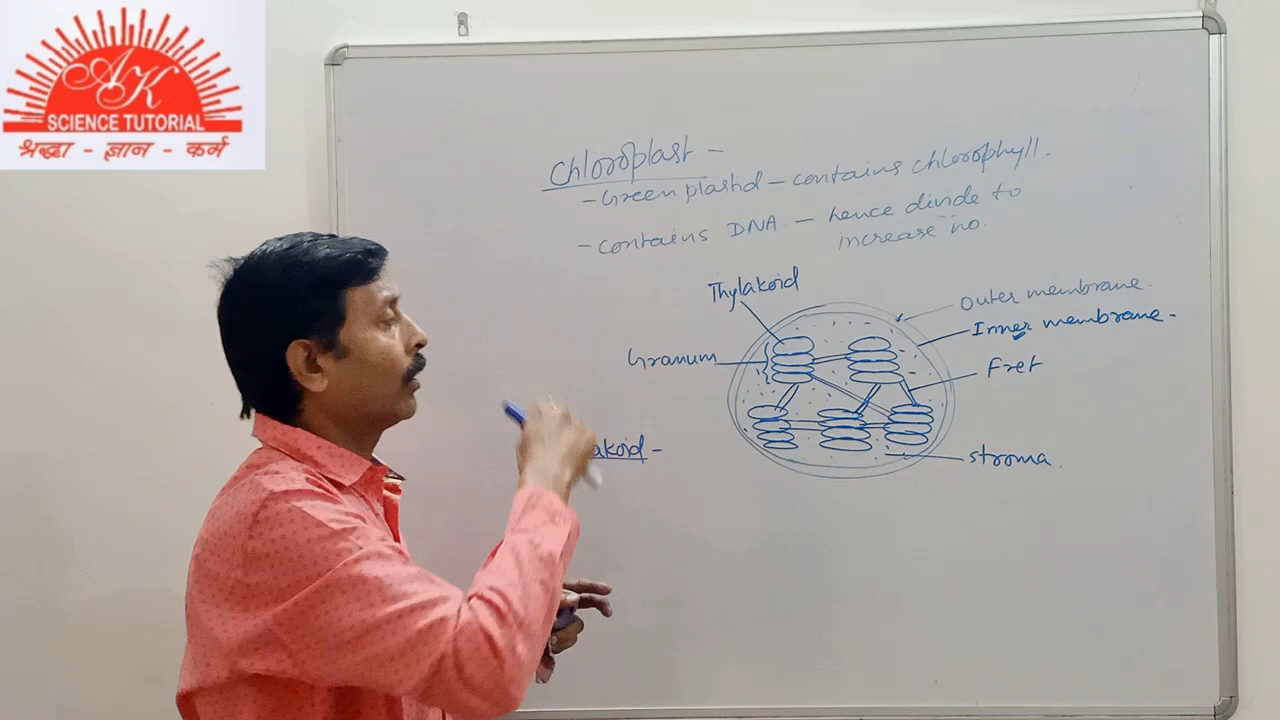 AK
SCIENCE TUTORIAL
श्रद्धा - ज्ञान - कर्म
Chloroplast -
- Green plastid - contains chlorophyll.
- contains DNA. - hence divide to
increase no.
Thylakoid
Outer membrane.
Inner membrane -
Granum
Fret
akoid -
stroma